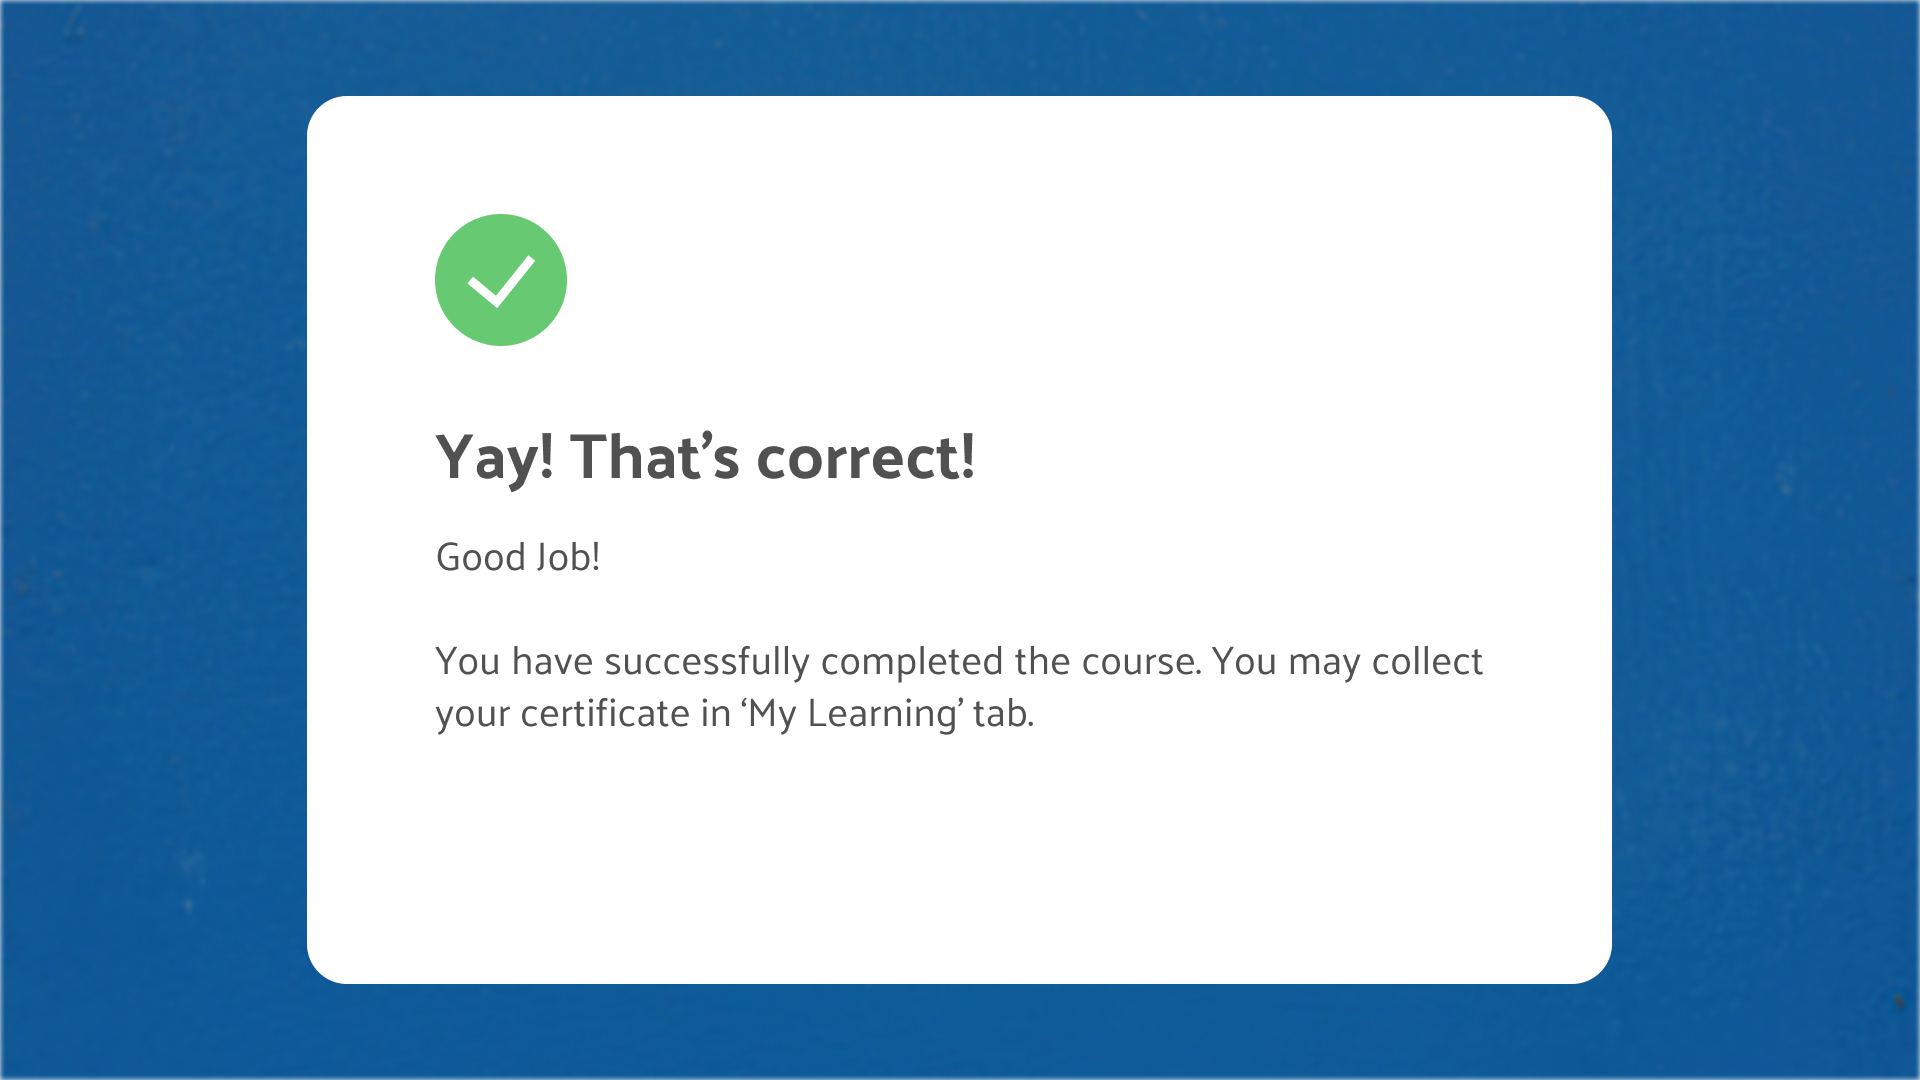 Yay! That’s correct!
Good Job!
You have successfully completed the course. You may collect
your certificate in ‘My Learning’ tab.